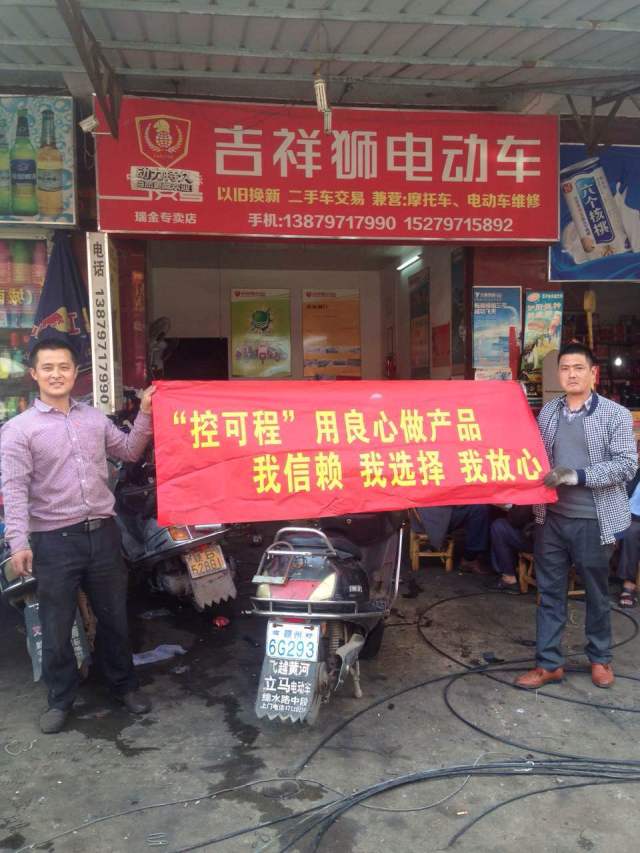 吉祥狮电动车
以旧换新 二手车交易 兼营:摩托车、电动车维修
瑞金专卖店
手机:13879717990 15279715892
电话 13879717990
六个核桃
“控可程”用良心做产品
我信赖 我选择 我放心
6G293
飞越黄河
立马电动车